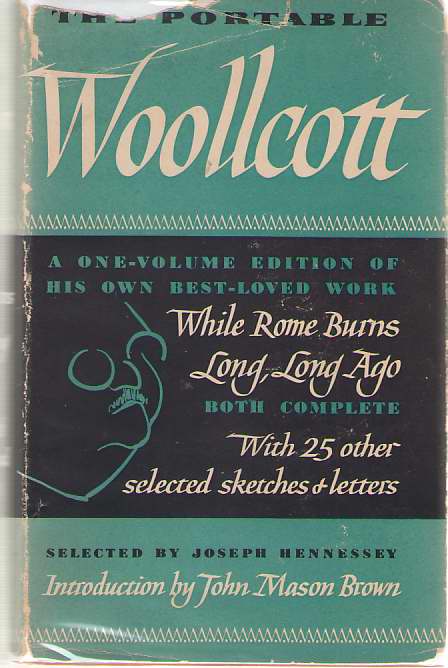 THE PORTABLE
Woollcott
A ONE-VOLUME EDITION OF
HIS OWN BEST-LOVED WORK
While Rome Burns
Long, Long Ago
BOTH COMPLETE
With 25 other
selected sketches & letters
SELECTED BY JOSEPH HENNESSEY
Introduction by John Mason Brown